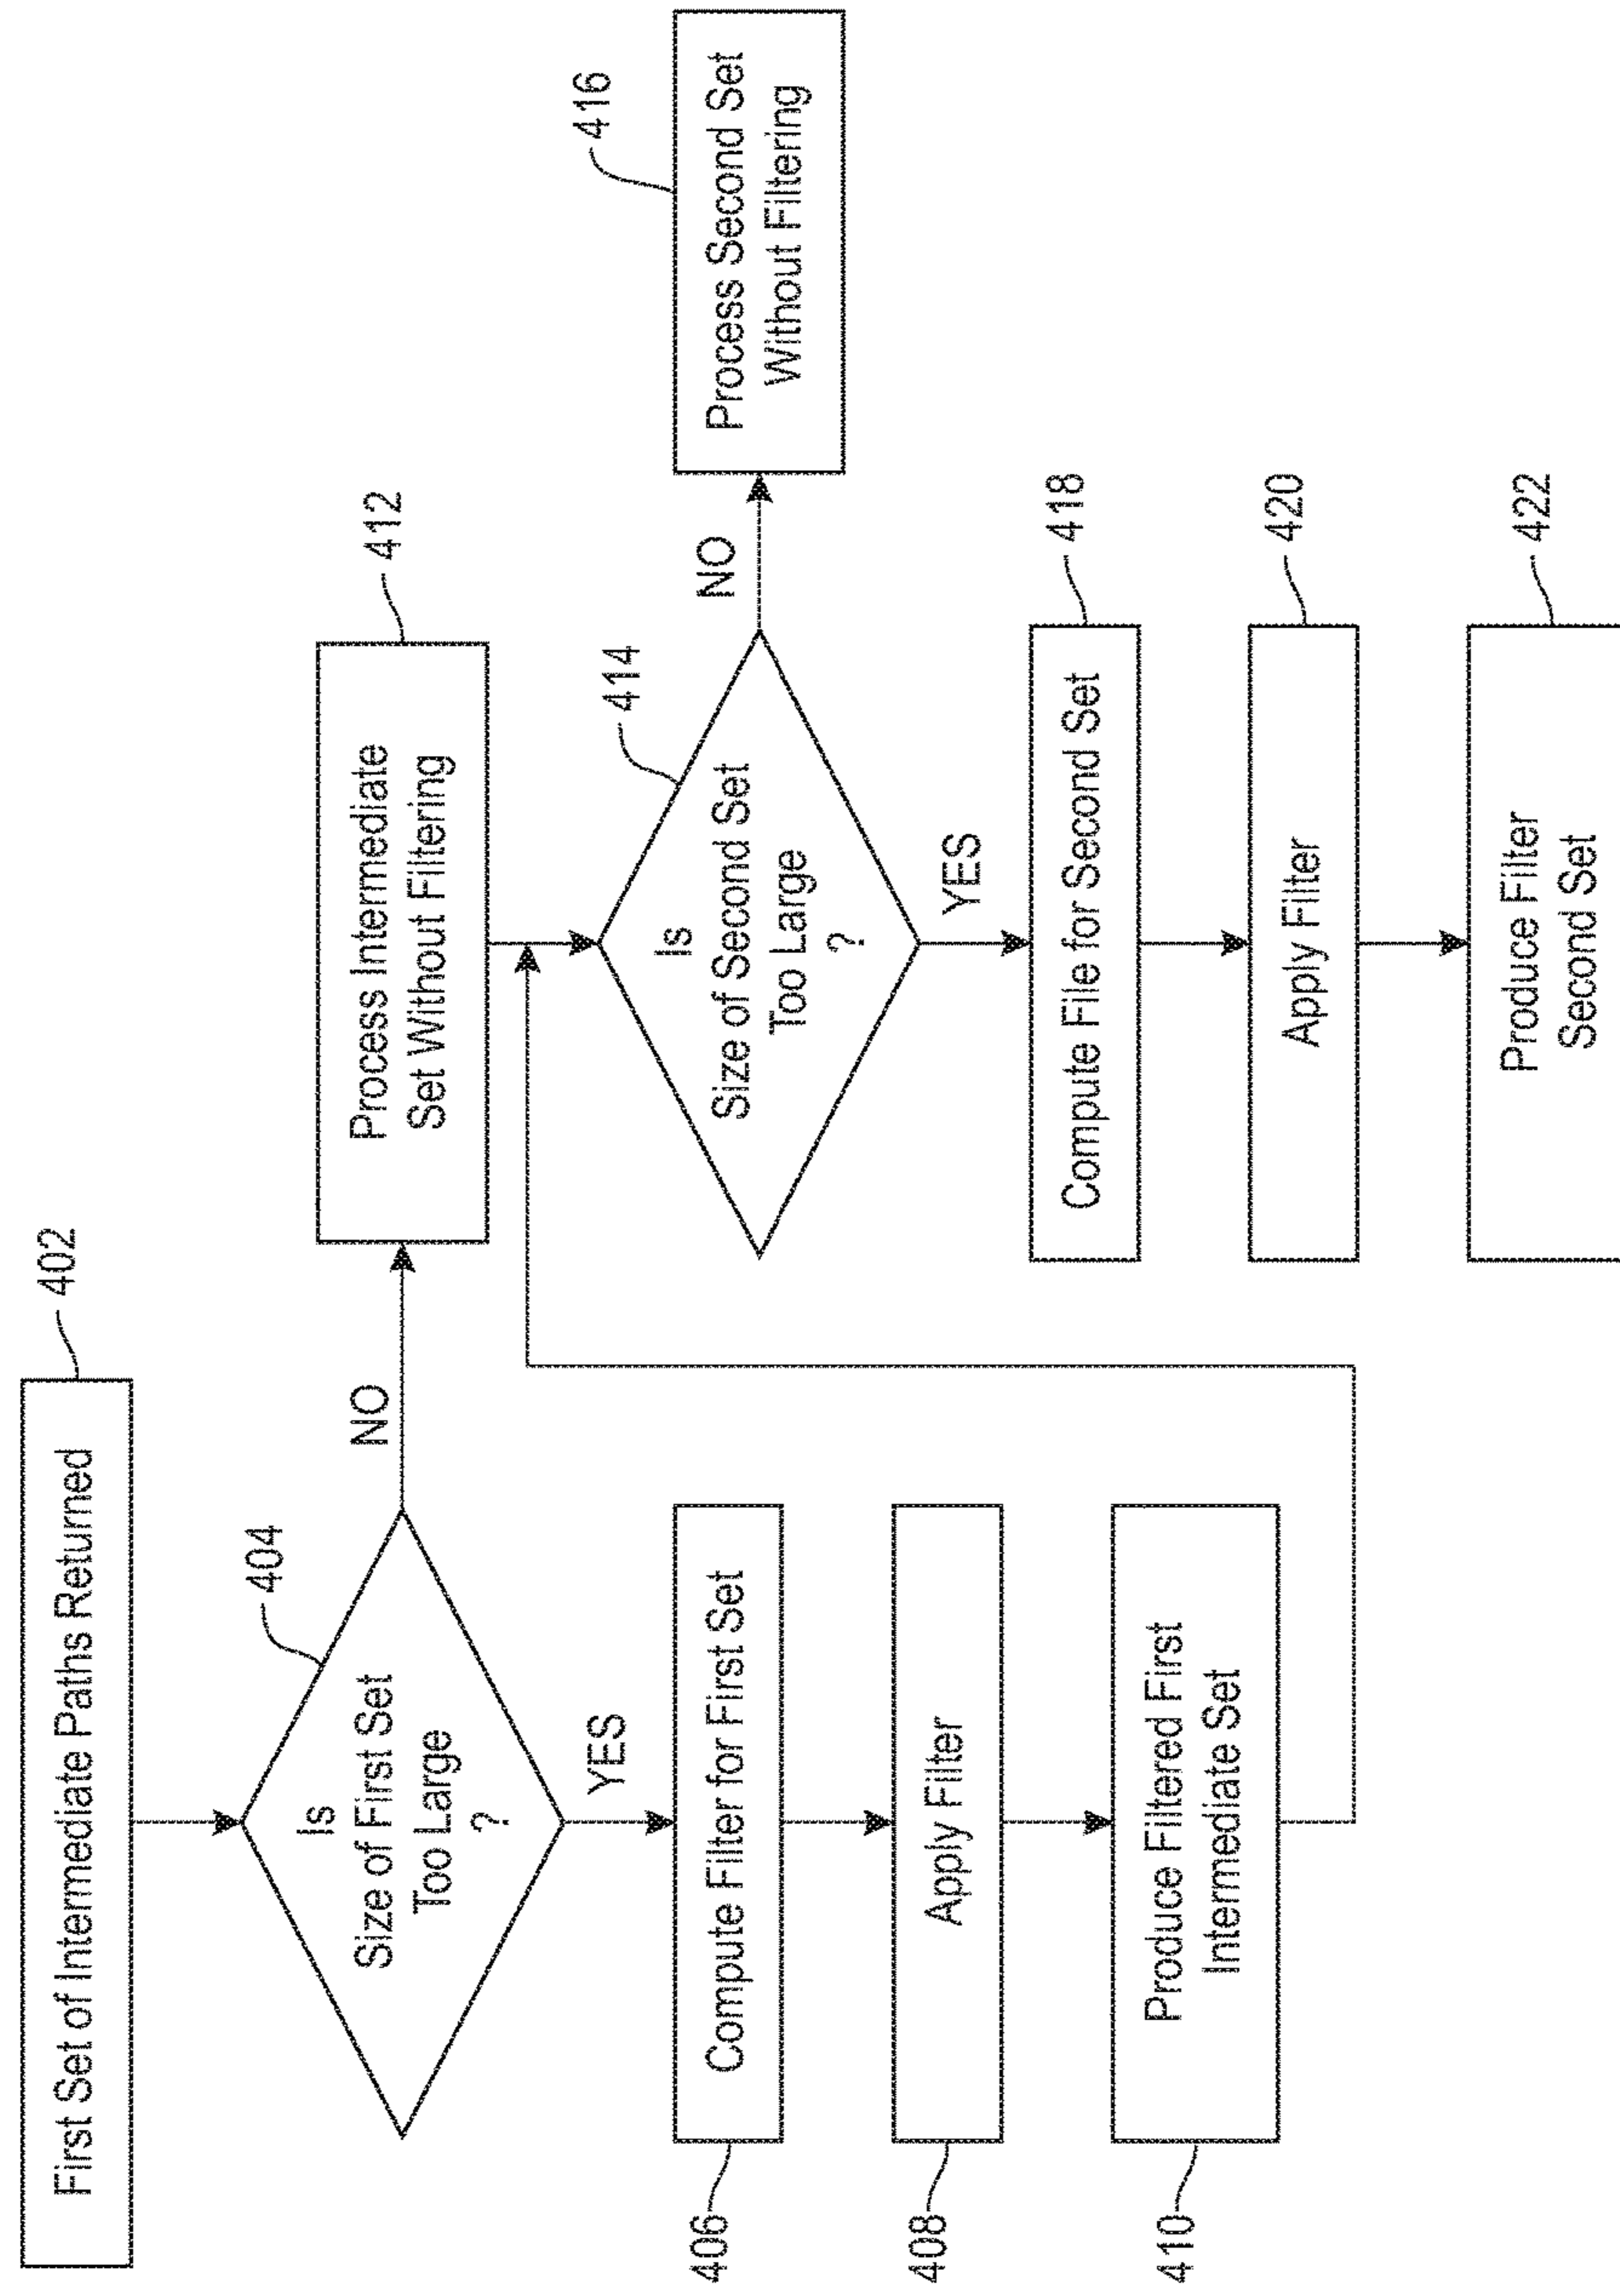 First Set of Intermediate Paths Returned
402
404
Is
Size of First Set
Too Large
?
NO
YES
Compute Filter for First Set
406
Apply Filter
408
Produce Filtered First
Intermediate Set
410
Process Intermediate
Set Without Filtering
412
414
Is
Size of Second Set
Too Large
?
NO
Process Second Set
Without Filtering
416
YES
Compute File for Second Set
418
Apply Filter
420
Produce Filter
Second Set
422